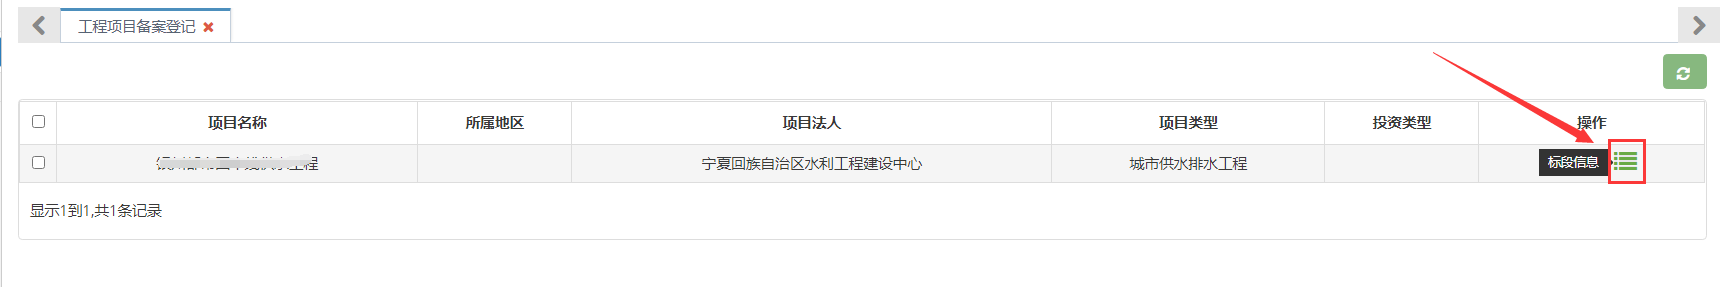 工程项目备案登记
项目名称 所属地区 项目法人 项目类型 投资类型 操作
工程 宁夏回族自治区水利工程建设中心 城市供水排水工程 标段信息
显示1到1,共1条记录